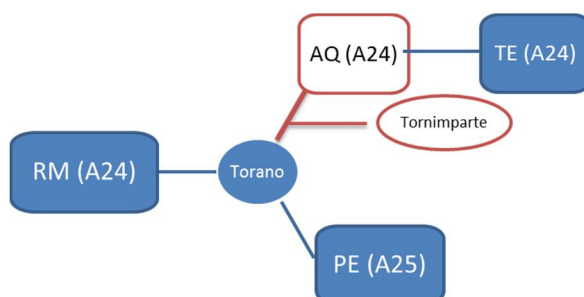 AQ (A24)
TE (A24)
Tornimparte
RM (A24)
Torano
PE (A25)